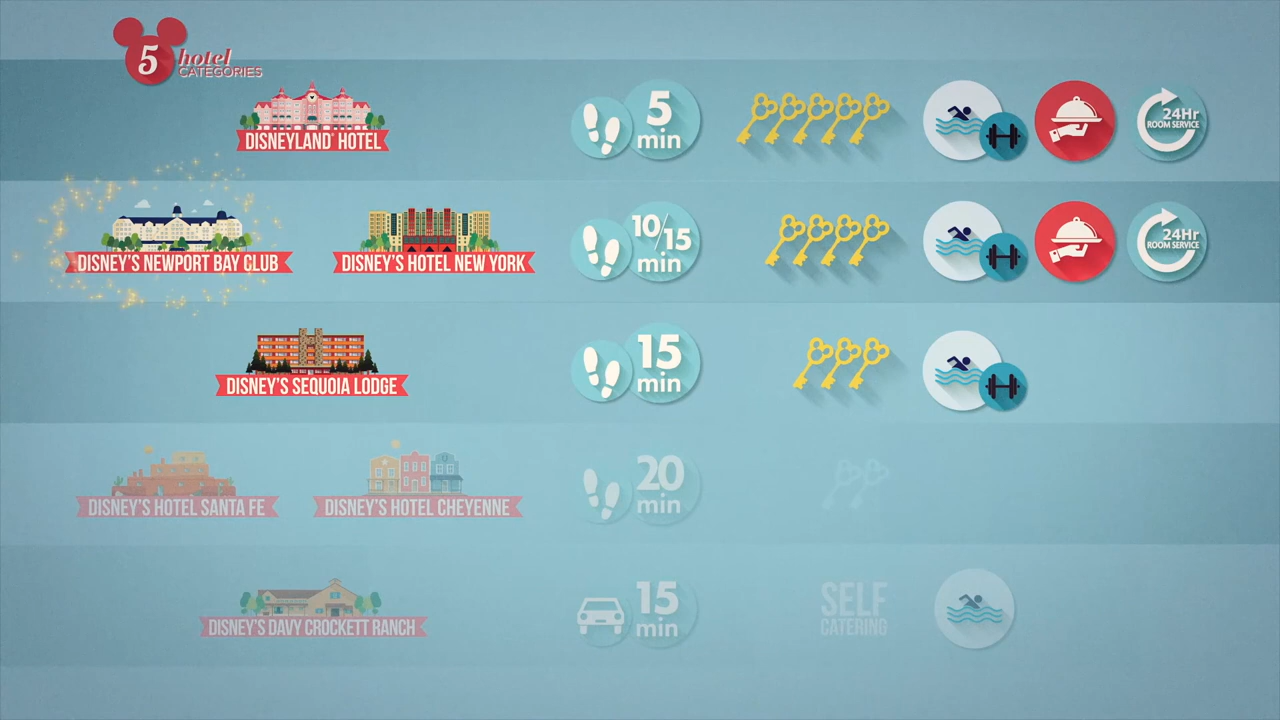 5
hotel
CATEGORIES
DISNEYLAND® HOTEL
5
min
24Hr
ROOM SERVICE
DISNEY'S NEWPORT BAY CLUB
DISNEY'S HOTEL NEW YORK
10/15
min
24Hr
ROOM SERVICE
DISNEY'S SEQUOIA LODGE
15
min
DISNEY'S HOTEL SANTA FE
DISNEY'S HOTEL CHEYENNE
20
min
DISNEY'S DAVY CROCKETT RANCH
15
min
SELF
CATERING